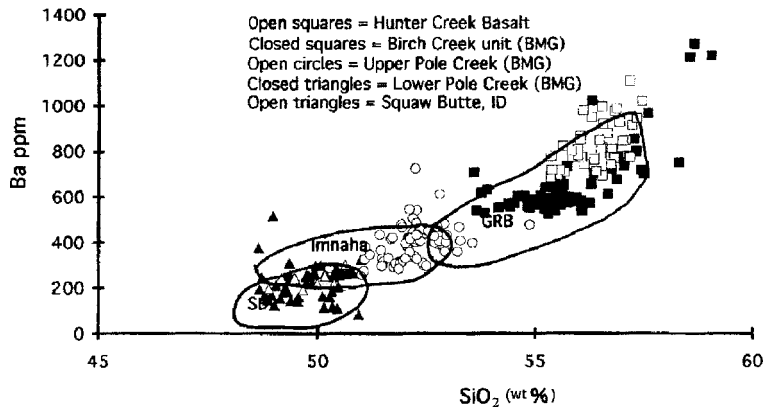 1400
1200
1000
800
600
400
200
0
Ba ppm
Open squares = Hunter Creek Basalt
Closed squares = Birch Creek unit (BMG)
Open circles = Upper Pole Creek (BMG)
Closed triangles = Lower Pole Creek (BMG)
Open triangles = Squaw Butte, ID
GRB
Imnaha
45
50
55
60
SiO₂ (wt %)